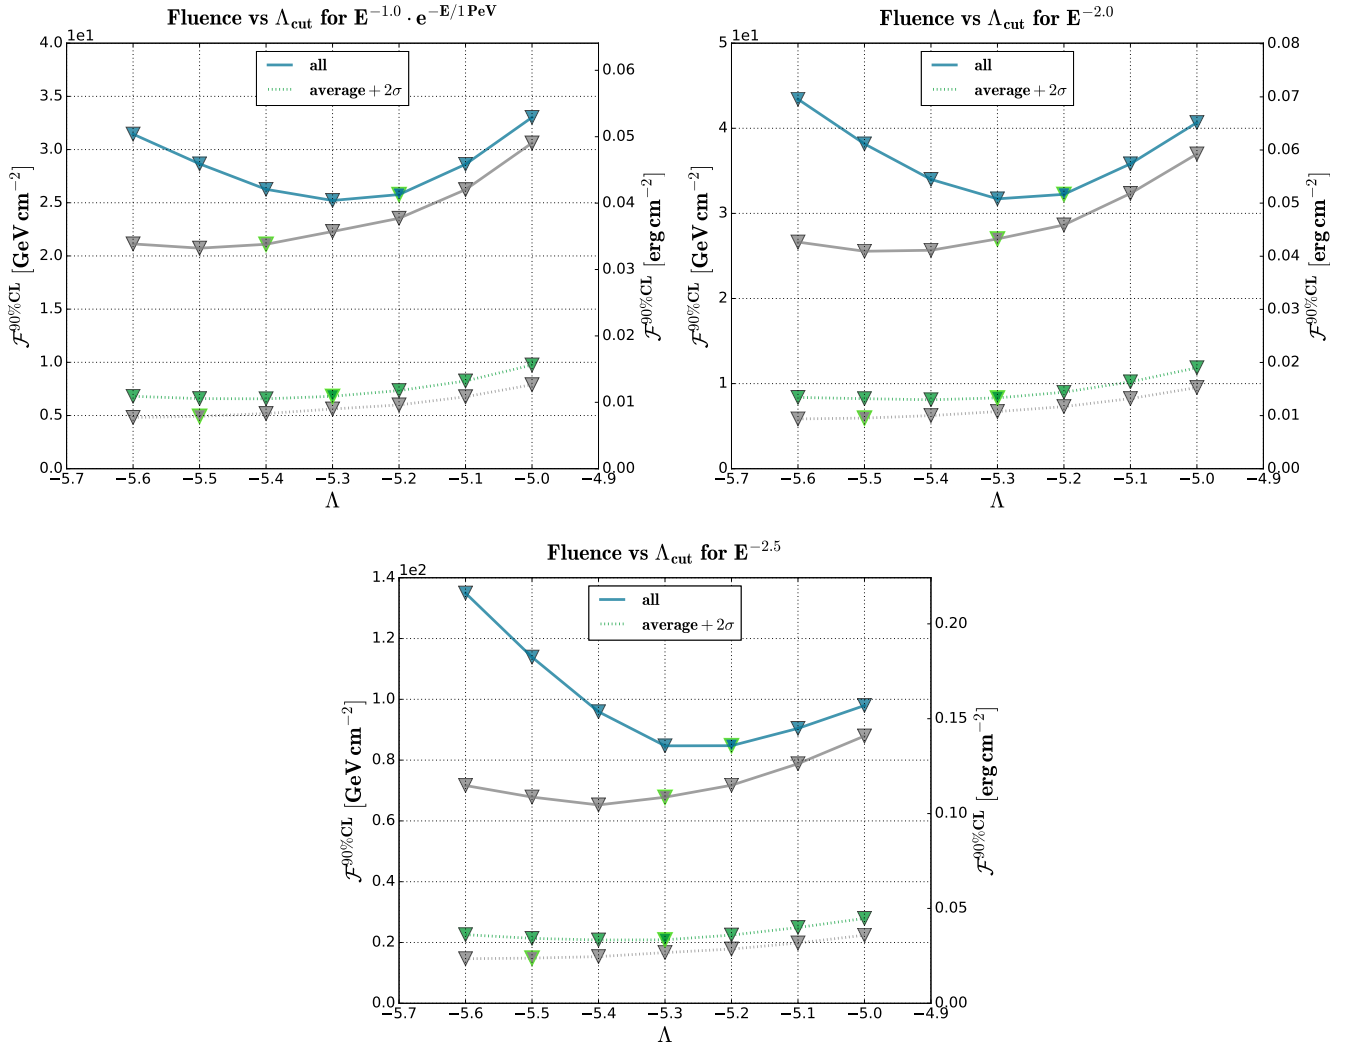 Fluence vs Λcut for E^−1.0 · e^−E/1 PeV
1e1
all
average + 2σ
4.0
3.5
3.0
2.5
2.0
1.5
1.0
0.5
0.0
0.06
0.05
0.04
0.03
0.02
0.01
0.00
ℱ^90%CL [GeV cm^−2]
ℱ^90%CL [erg cm^−2]
−5.7 −5.6 −5.5 −5.4 −5.3 −5.2 −5.1 −5.0 −4.9
Λ
Fluence vs Λcut for E^−2.0
1e1
all
average + 2σ
5
4
3
2
1
0
0.08
0.07
0.06
0.05
0.04
0.03
0.02
0.01
0.00
ℱ^90%CL [GeV cm^−2]
ℱ^90%CL [erg cm^−2]
−5.7 −5.6 −5.5 −5.4 −5.3 −5.2 −5.1 −5.0 −4.9
Λ
Fluence vs Λcut for E^−2.5
1e2
all
average + 2σ
1.4
1.2
1.0
0.8
0.6
0.4
0.2
0.0
0.20
0.15
0.10
0.05
0.00
ℱ^90%CL [GeV cm^−2]
ℱ^90%CL [erg cm^−2]
−5.7 −5.6 −5.5 −5.4 −5.3 −5.2 −5.1 −5.0 −4.9
Λ